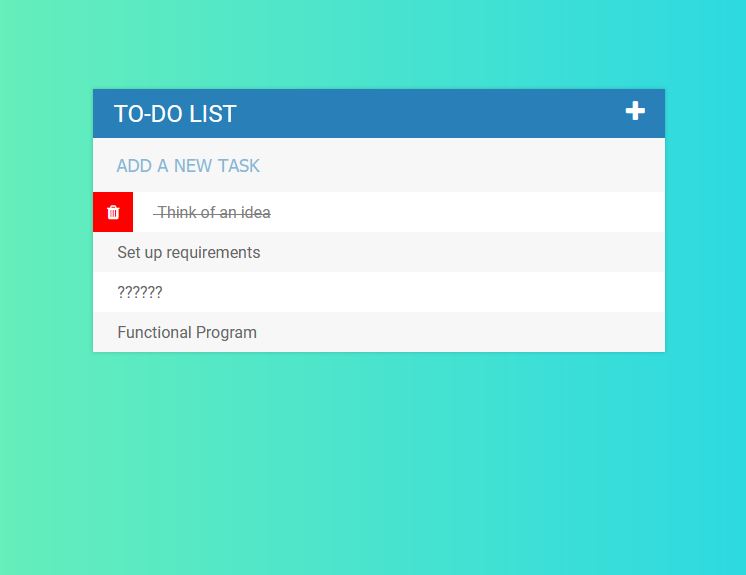 TO-DO LIST
ADD A NEW TASK
Think of an idea
Set up requirements
??????
Functional Program